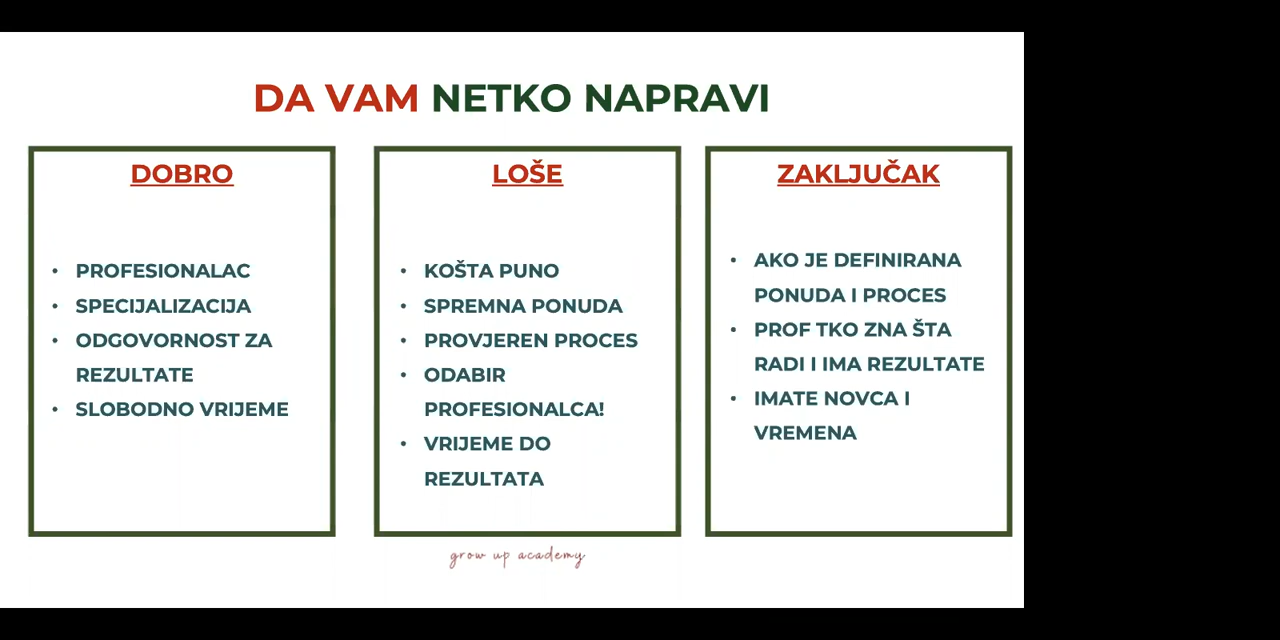 DA VAM NETKO NAPRAVI
DOBRO
• PROFESIONALAC
• SPECIJALIZACIJA
• ODGOVORNOST ZA
REZULTATE
• SLOBODNO VRIJEME
LOŠE
• KOŠTA PUNO
• SPREMNA PONUDA
• PROVJEREN PROCES
• ODABIR
PROFESIONALCA!
• VRIJEME DO
REZULTATA
ZAKLJUČAK
• AKO JE DEFINIRANA
PONUDA I PROCES
• PROF TKO ZNA ŠTA
RADI I IMA REZULTATE
• IMATE NOVCA I
VREMENA
grow up academy